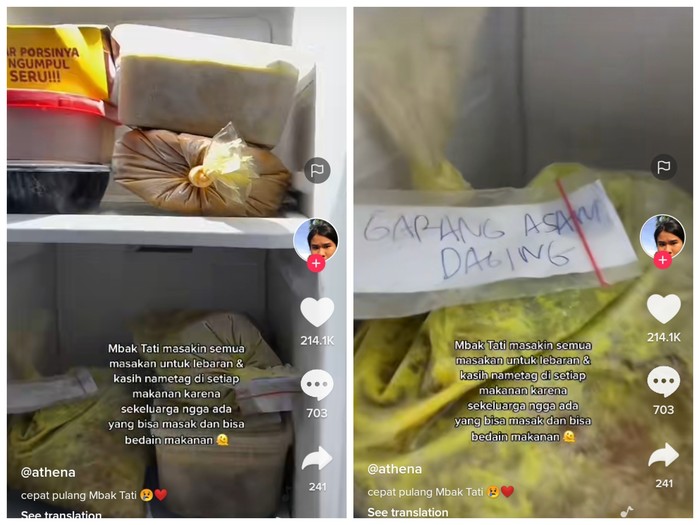 AR PORSINYA
NGUMPUL
SERU!!!
Mbak Tati masakin semua
masakan untuk lebaran &
kasih nametag di setiap
makanan karena
sekeluarga ngga ada
yang bisa masak dan bisa
bedain makanan 🫠
214.1K
703
241
@athena
cepat pulang Mbak Tati 😢❤️
See translation
GARANG ASAM
DAGING
Mbak Tati masakin semua
masakan untuk lebaran &
kasih nametag di setiap
makanan karena
sekeluarga ngga ada
yang bisa masak dan bisa
bedain makanan 🫠
214.1K
703
241
@athena
cepat pulang Mbak Tati 😢❤️
See translation